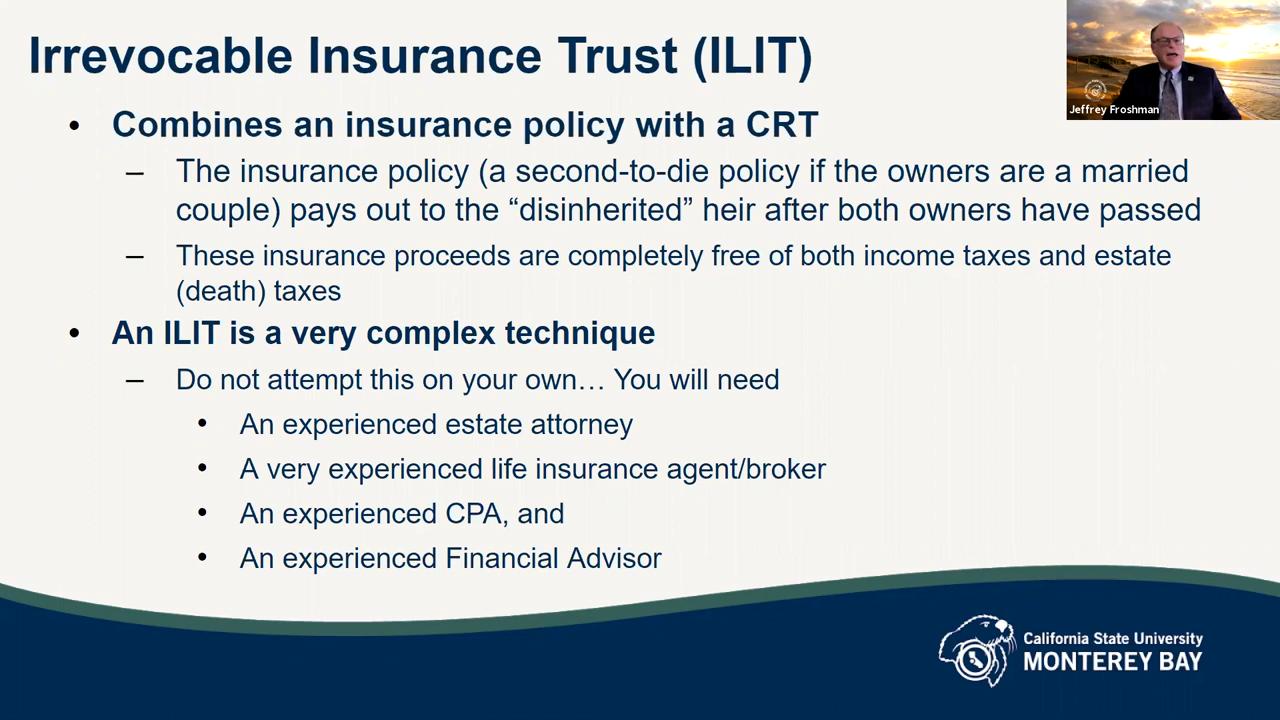 Irrevocable Insurance Trust (ILIT)
Jeffrey Froshman
• Combines an insurance policy with a CRT
– The insurance policy (a second-to-die policy if the owners are a married
couple) pays out to the “disinherited” heir after both owners have passed
– These insurance proceeds are completely free of both income taxes and estate
(death) taxes
• An ILIT is a very complex technique
– Do not attempt this on your own… You will need
• An experienced estate attorney
• A very experienced life insurance agent/broker
• An experienced CPA, and
• An experienced Financial Advisor
California State University
MONTEREY BAY